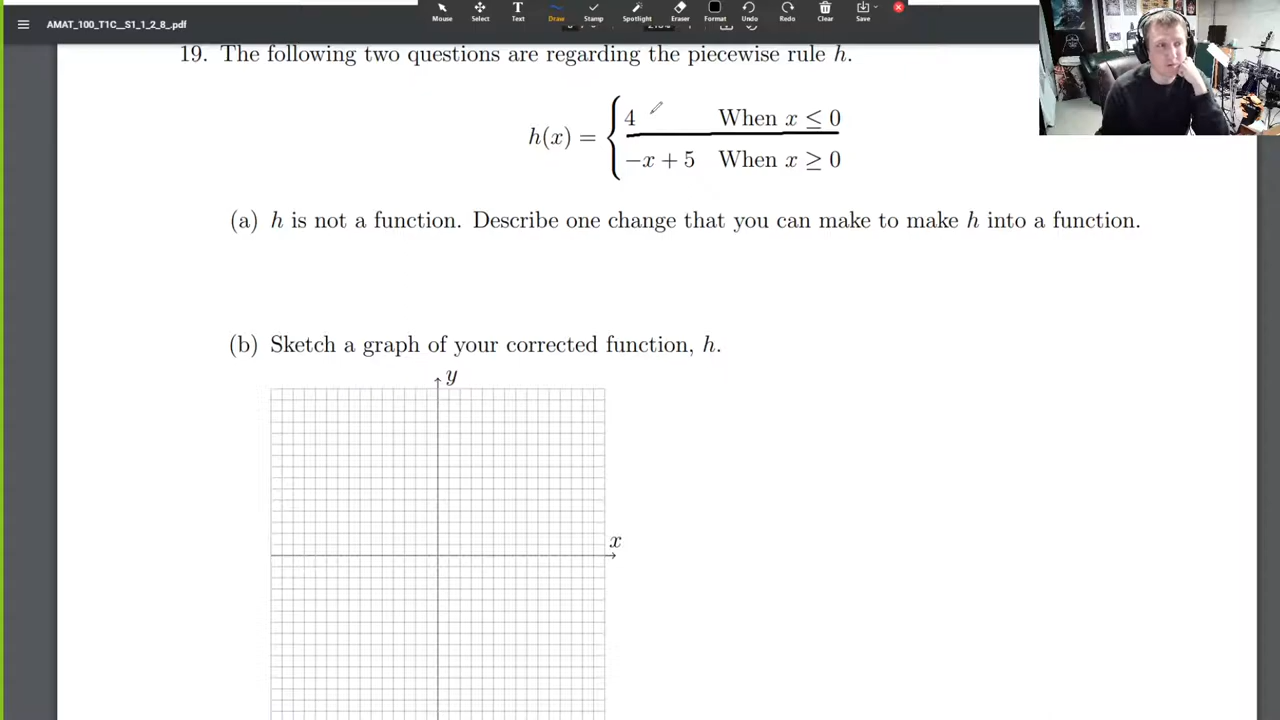 AMAT_100_T1C__S1_1_2_8_.pdf
Mouse Select Text Draw Stamp Spotlight Eraser Format Undo Redo Clear Save
19. The following two questions are regarding the piecewise rule h.
4 When x ≤ 0
h(x) = {
−x + 5 When x ≥ 0
(a) h is not a function. Describe one change that you can make to make h into a function.
(b) Sketch a graph of your corrected function, h.
y
x